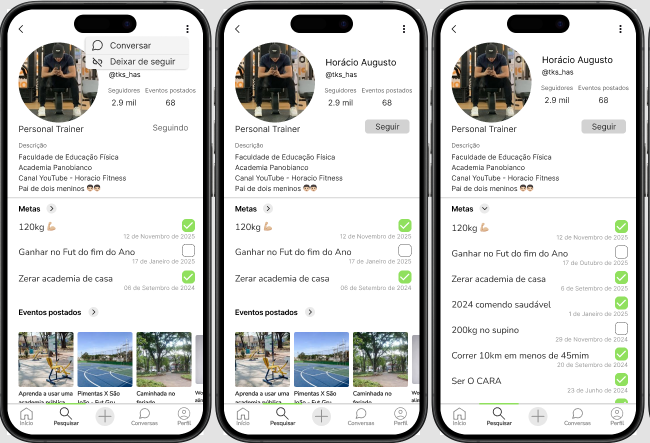 Conversar
Deixar de seguir
@tks_has
Seguidores Eventos postados
2.9 mil 68
Personal Trainer Seguindo
Descrição
Faculdade de Educação Física
Academia Panobianco
Canal YouTube - Horacio Fitness
Pai de dois meninos 👦🏻👦🏻
Metas
120kg 💪🏼
12 de Novembro de 2025
Ganhar no Fut do fim do Ano
17 de Janeiro de 2025
Zerar academia de casa
06 de Setembro de 2024
Eventos postados
Aprenda a usar uma
academia pública
Pimentas X São
João - Fut Gru
Caminhada no
feriado
Início Pesquisar Conversas Perfil
Horácio Augusto
@tks_has
Seguidores Eventos postados
2.9 mil 68
Personal Trainer Seguir
Descrição
Faculdade de Educação Física
Academia Panobianco
Canal YouTube - Horacio Fitness
Pai de dois meninos 👦🏻👦🏻
Metas
120kg 💪🏼
12 de Novembro de 2025
Ganhar no Fut do fim do Ano
17 de Janeiro de 2025
Zerar academia de casa
06 de Setembro de 2024
Eventos postados
Aprenda a usar uma
academia pública
Pimentas X São
João - Fut Gru
Caminhada no
feriado
Início Pesquisar Conversas Perfil
Horácio Augusto
@tks_has
Seguidores Eventos postados
2.9 mil 68
Personal Trainer Seguir
Descrição
Faculdade de Educação Física
Academia Panobianco
Canal YouTube - Horacio Fitness
Pai de dois meninos 👦🏻👦🏻
Metas
120kg 💪🏼
12 de Novembro de 2025
Ganhar no Fut do fim do Ano
17 de Outubro de 2025
Zerar academia de casa
6 de Setembro de 2025
2024 comendo saudável
1 de Janeiro de 2025
200kg no supino
29 de Novembro de 2024
Correr 10km em menos de 45mim
20 de Setembro de 2024
Ser O CARA
23 de Junho de 2024
Início Pesquisar Conversas Perfil